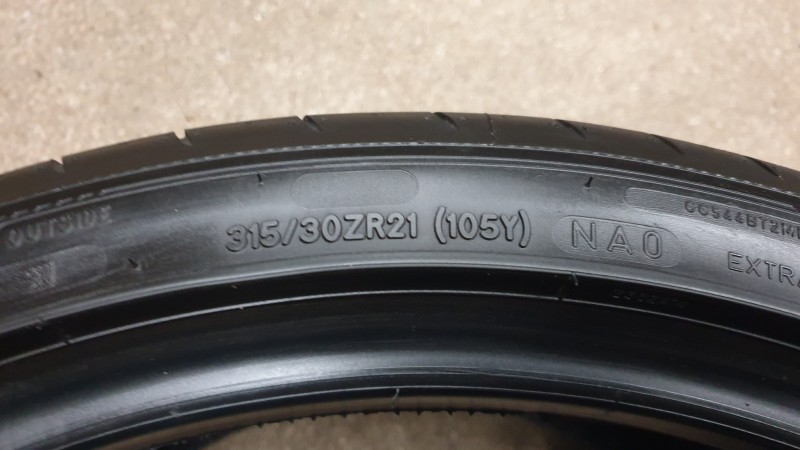 OUTSIDE
315/30ZR21 (105Y) NA0
EXTRA